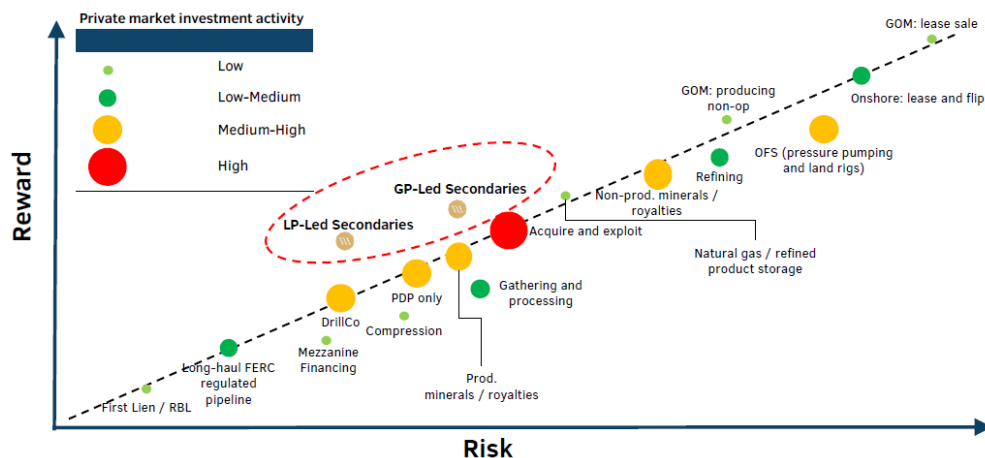 Private market investment activity
Low
Low-Medium
Medium-High
High
Reward
GOM: lease sale
Onshore: lease and flip
GOM: producing
non-op
OFS (pressure pumping
and land rigs)
Refining
Non-prod. minerals /
royalties
GP-Led Secondaries
LP-Led Secondaries
Acquire and exploit
Natural gas / refined
product storage
Gathering and
processing
PDP only
DrillCo
Compression
Mezzanine
Financing
Long-haul FERC
regulated
pipeline
Prod.
minerals / royalties
First Lien / RBL
Risk